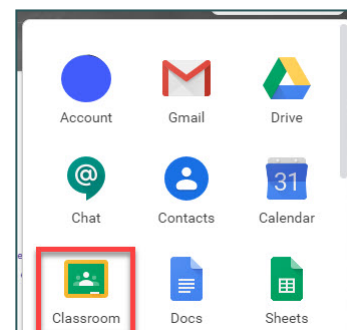 Account Gmail Drive
@
31
Chat Contacts Calendar
Classroom Docs Sheets